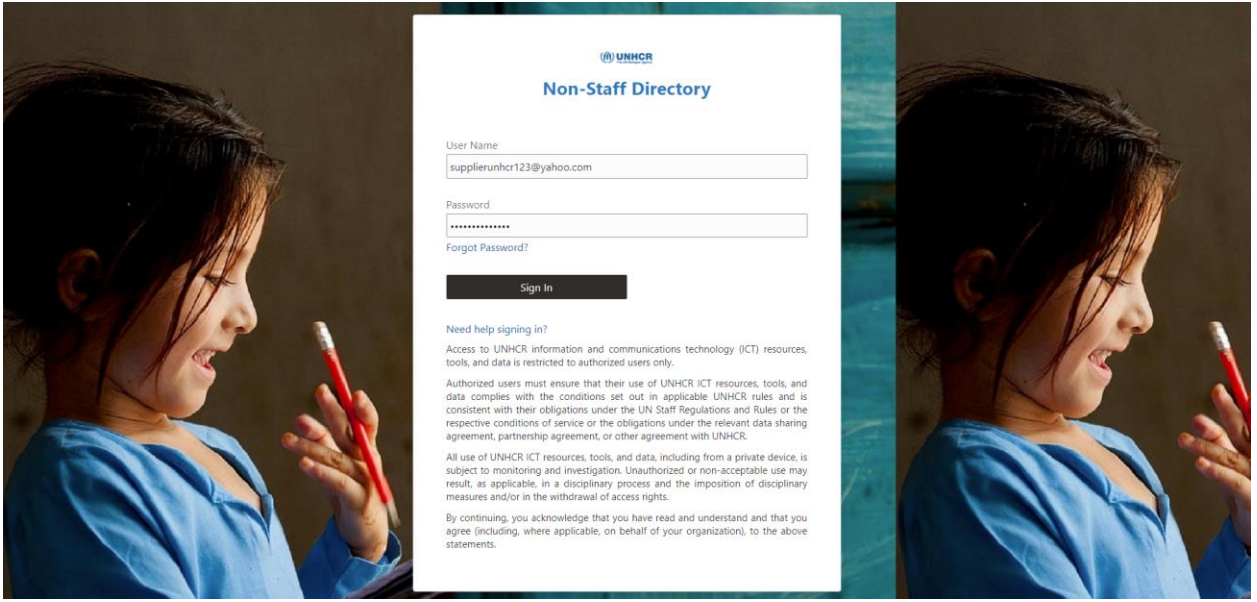 UNHCR
Non-Staff Directory
User Name
supplierunhcr123@yahoo.com
Password
••••••••••••••
Forgot Password?
Sign In
Need help signing in?
Access to UNHCR information and communications technology (ICT) resources,
tools, and data is restricted to authorized users only.
Authorized users must ensure that their use of UNHCR ICT resources, tools, and
data complies with the conditions set out in applicable UNHCR rules and is
consistent with their obligations under the UN Staff Regulations and Rules or the
respective conditions of service or the obligations under the relevant data sharing
agreement, partnership agreement, or other agreement with UNHCR.
All use of UNHCR ICT resources, tools, and data, including from a private device, is
subject to monitoring and investigation. Unauthorized or non-acceptable use may
result, as applicable, in a disciplinary process and the imposition of disciplinary
measures and/or in the withdrawal of access rights.
By continuing, you acknowledge that you have read and understand and that you
agree (including, where applicable, on behalf of your organization), to the above
statements.